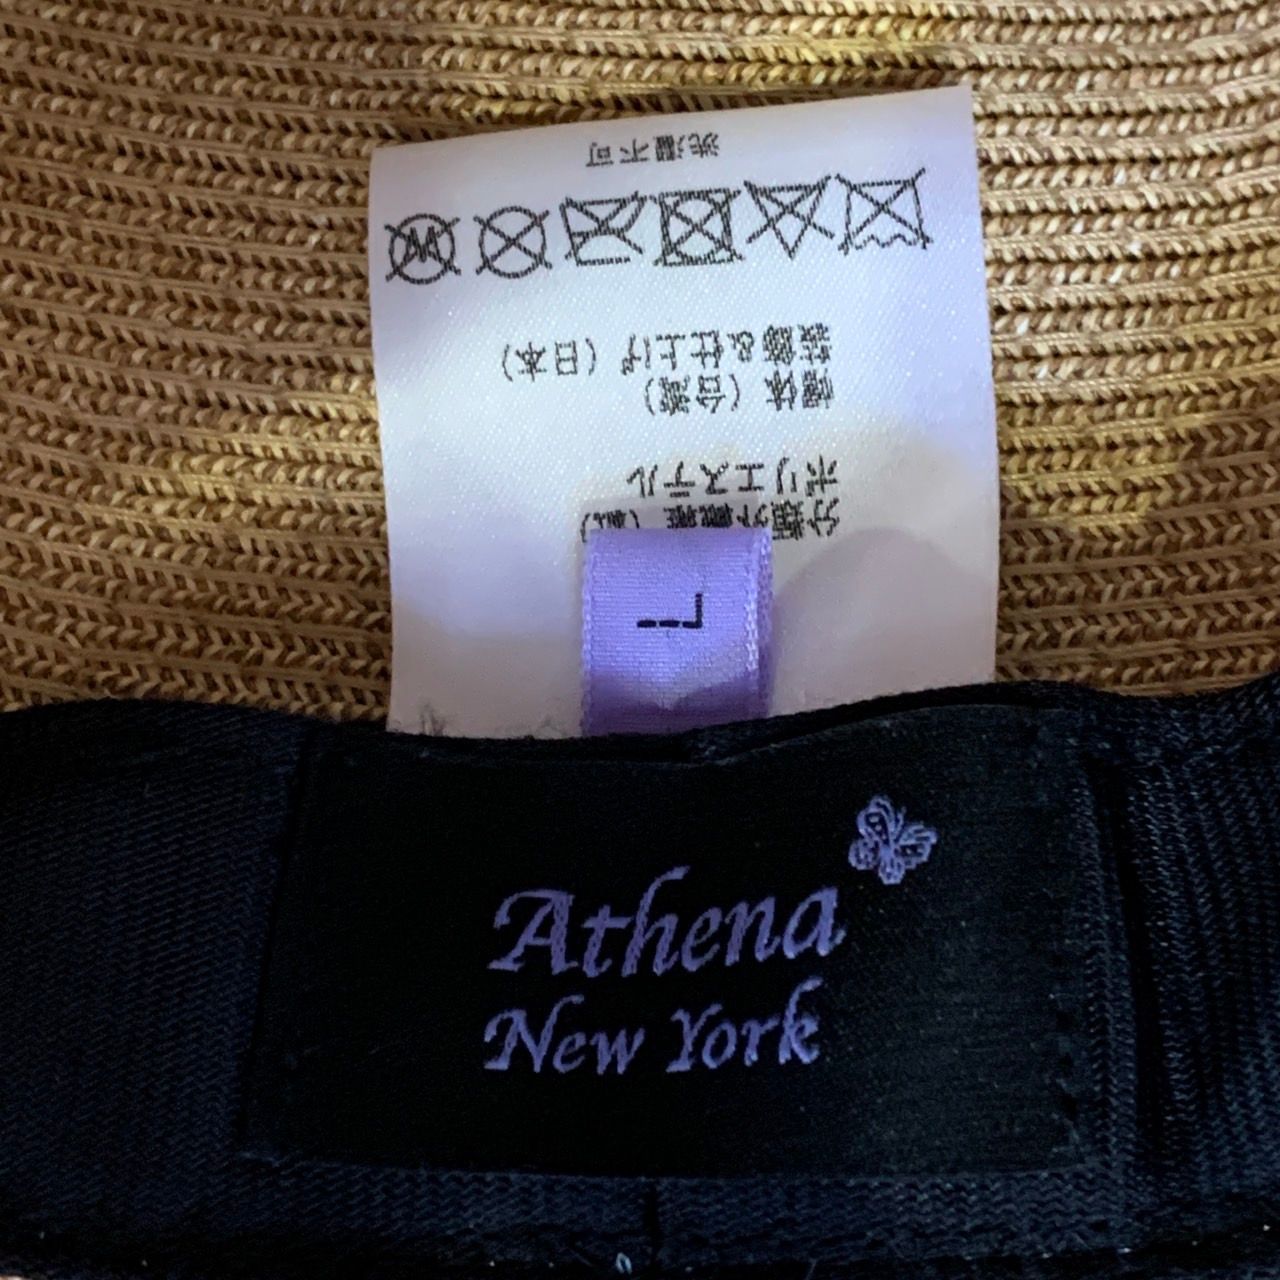 分類外繊維（紙）
ポリエステル
帽体（台湾）
装飾&仕上げ（日本）
洗濯不可
L
Athena
New York